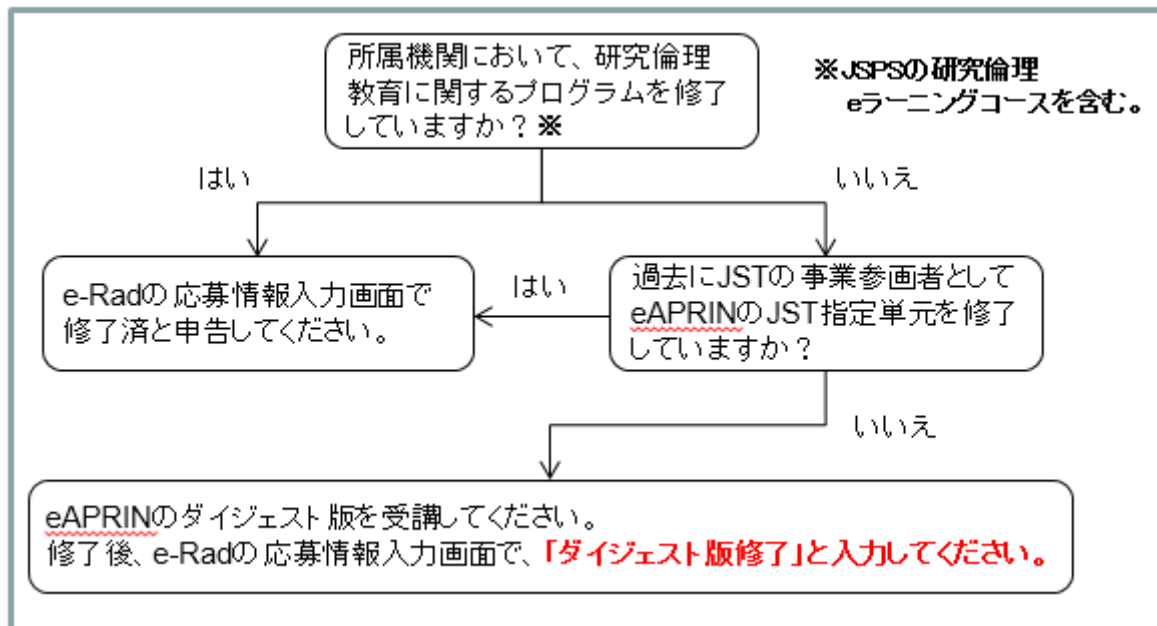 所属機関において、研究倫理
教育に関するプログラムを修了
していますか？※
※JSPSの研究倫理
eラーニングコースを含む。
はい
いいえ
e-Radの応募情報入力画面で
修了済と申告してください。
はい
過去にJSTの事業参画者として
eAPRINのJST指定単元を修了
していますか？
いいえ
eAPRINのダイジェスト版を受講してください。
修了後、e-Radの応募情報入力画面で、「ダイジェスト版修了」と入力してください。